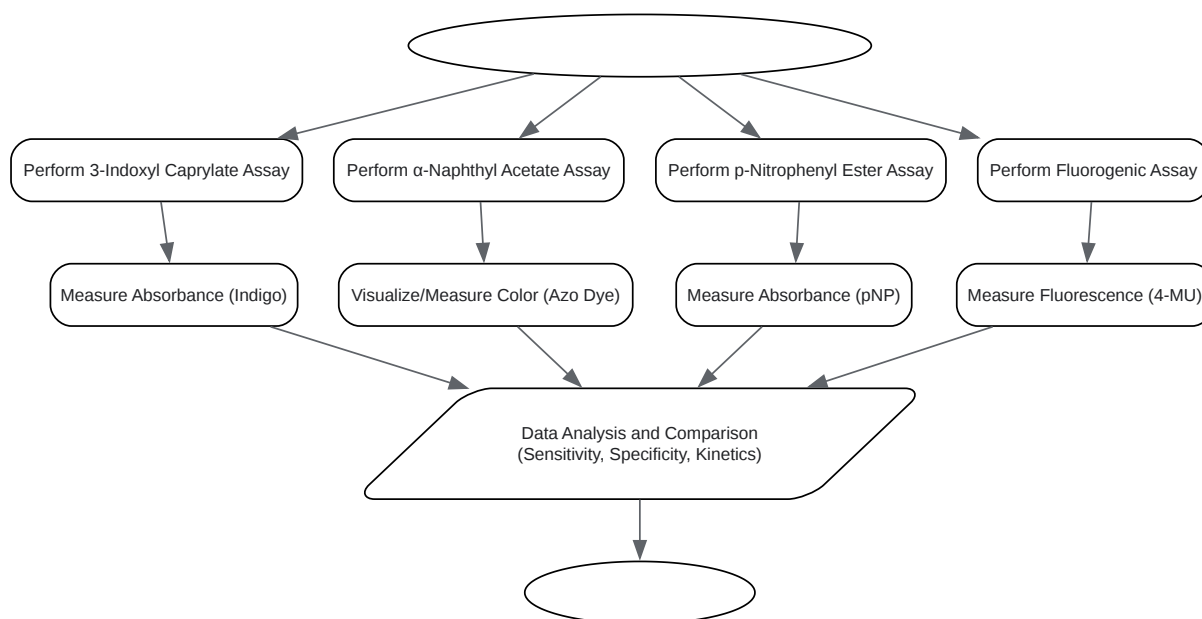 Perform 3-Indoxyl Caprylate Assay
Perform α-Naphthyl Acetate Assay
Perform p-Nitrophenyl Ester Assay
Perform Fluorogenic Assay
Measure Absorbance (Indigo)
Visualize/Measure Color (Azo Dye)
Measure Absorbance (pNP)
Measure Fluorescence (4-MU)
Data Analysis and Comparison
(Sensitivity, Specificity, Kinetics)